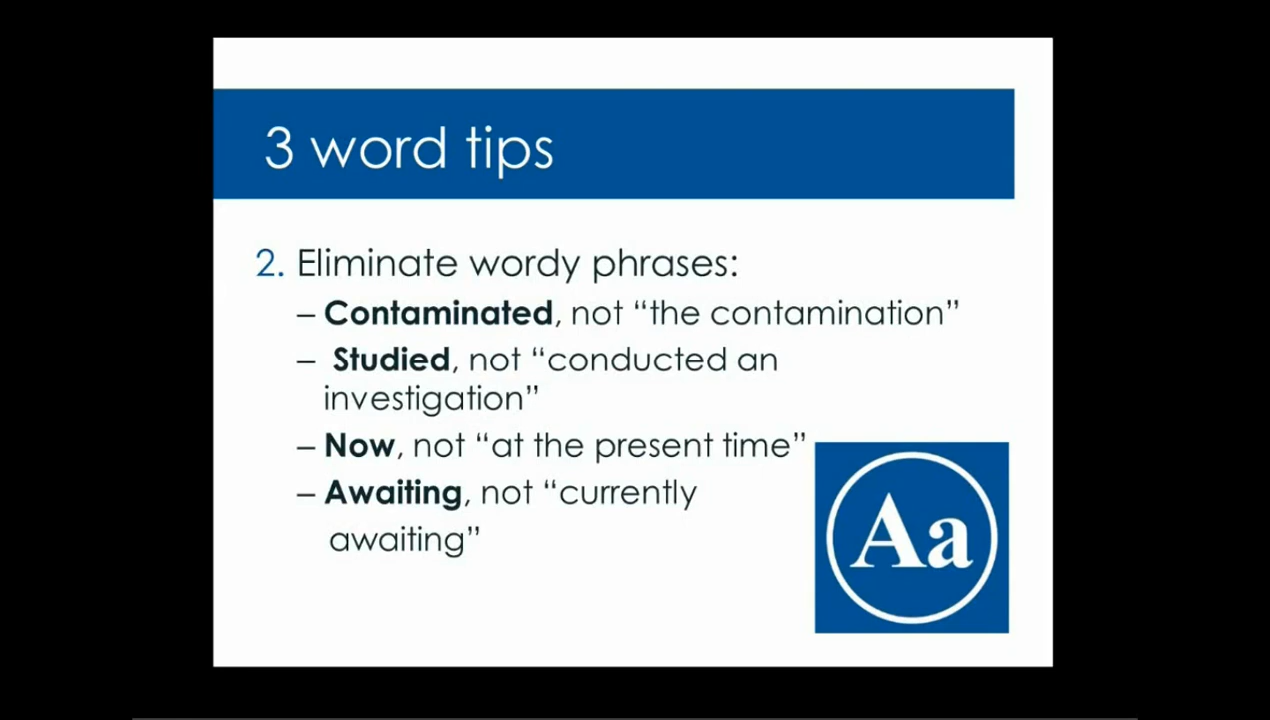 3 word tips
2. Eliminate wordy phrases:
– Contaminated, not “the contamination”
– Studied, not “conducted an
investigation”
– Now, not “at the present time”
– Awaiting, not “currently
awaiting”
Aa